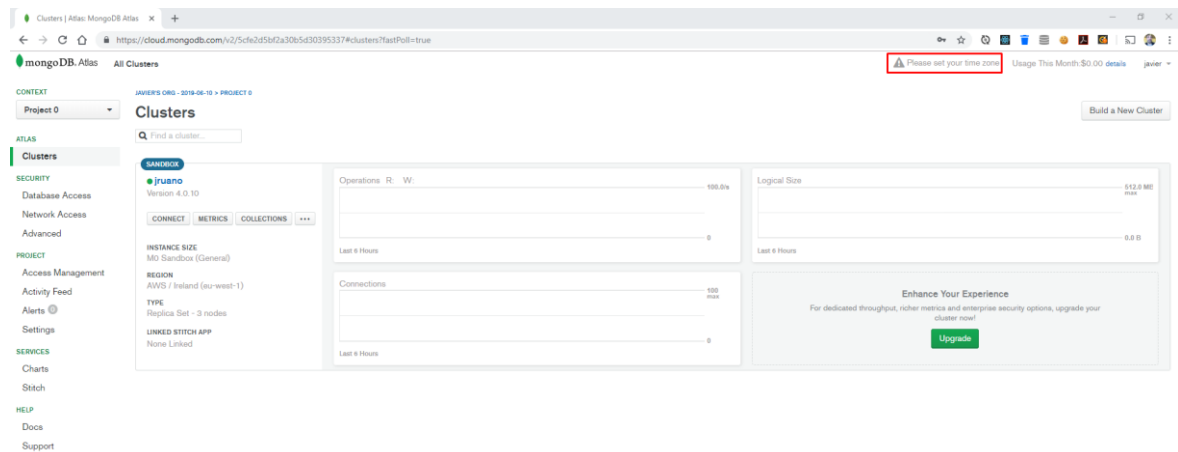 Clusters | Atlas: MongoDB Atlas
https://cloud.mongodb.com/v2/5cfe2d5bf2a30b5d30395337#clusters?fastPoll=true
mongoDB. Atlas All Clusters
Please set your time zone
Usage This Month:$0.00 details
javier
CONTEXT
Project 0
ATLAS
Clusters
SECURITY
Database Access
Network Access
Advanced
PROJECT
Access Management
Activity Feed
Alerts 0
Settings
SERVICES
Charts
Stitch
HELP
Docs
Support
JAVIER'S ORG - 2019-06-10 > PROJECT 0
Clusters
Build a New Cluster
Find a cluster...
SANDBOX
jruano
Version 4.0.10
CONNECT METRICS COLLECTIONS ...
INSTANCE SIZE
M0 Sandbox (General)
REGION
AWS / Ireland (eu-west-1)
TYPE
Replica Set - 3 nodes
LINKED STITCH APP
None Linked
Operations R: W:
100.0/s
0
Last 6 Hours
Logical Size
512.0 MB
max
0.0 B
Last 6 Hours
Connections
100
max
0
Last 6 Hours
Enhance Your Experience
For dedicated throughput, richer metrics and enterprise security options, upgrade your
cluster now!
Upgrade